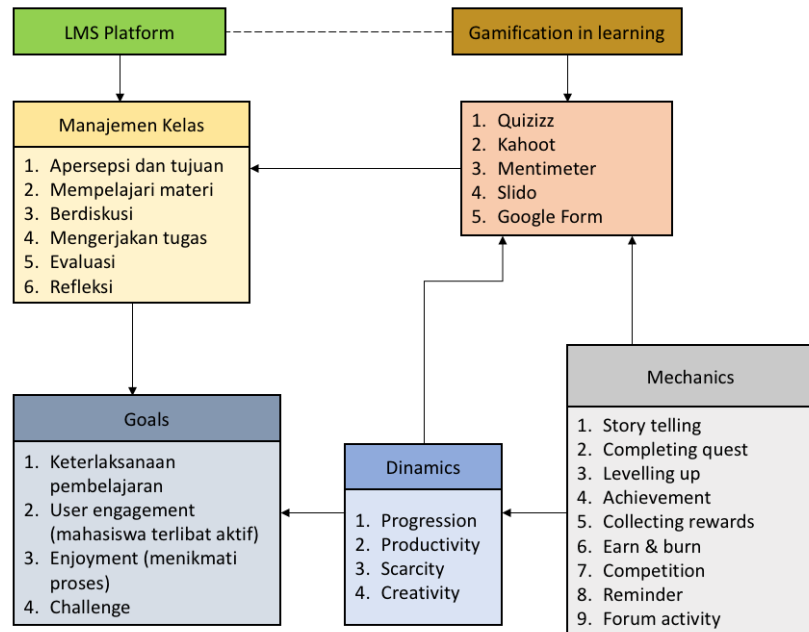 LMS Platform
Gamification in learning
Manajemen Kelas
1. Apersepsi dan tujuan
2. Mempelajari materi
3. Berdiskusi
4. Mengerjakan tugas
5. Evaluasi
6. Refleksi
1. Quizizz
2. Kahoot
3. Mentimeter
4. Slido
5. Google Form
Goals
1. Keterlaksanaan
pembelajaran
2. User engagement
(mahasiswa terlibat aktif)
3. Enjoyment (menikmati
proses)
4. Challenge
Dinamics
1. Progression
2. Productivity
3. Scarcity
4. Creativity
Mechanics
1. Story telling
2. Completing quest
3. Levelling up
4. Achievement
5. Collecting rewards
6. Earn & burn
7. Competition
8. Reminder
9. Forum activity